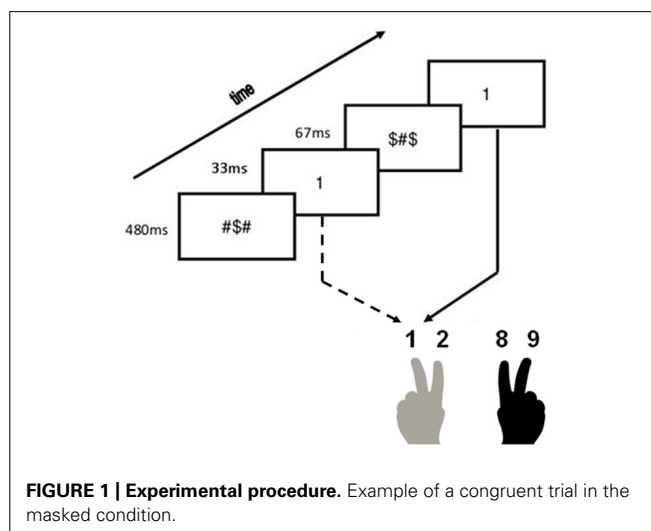 time
1
67ms
$#$
33ms
1
480ms
#$#
1 2 8 9
FIGURE 1 | Experimental procedure. Example of a congruent trial in the
masked condition.